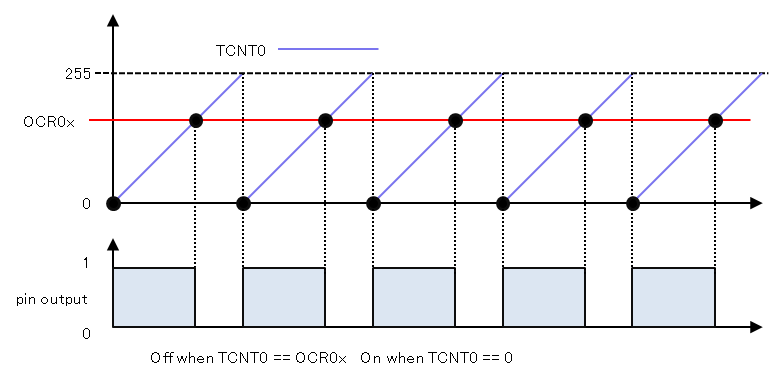 TCNT0
255
OCR0x
0
1
pin output
0
Off when TCNT0 == OCR0x On when TCNT0 == 0